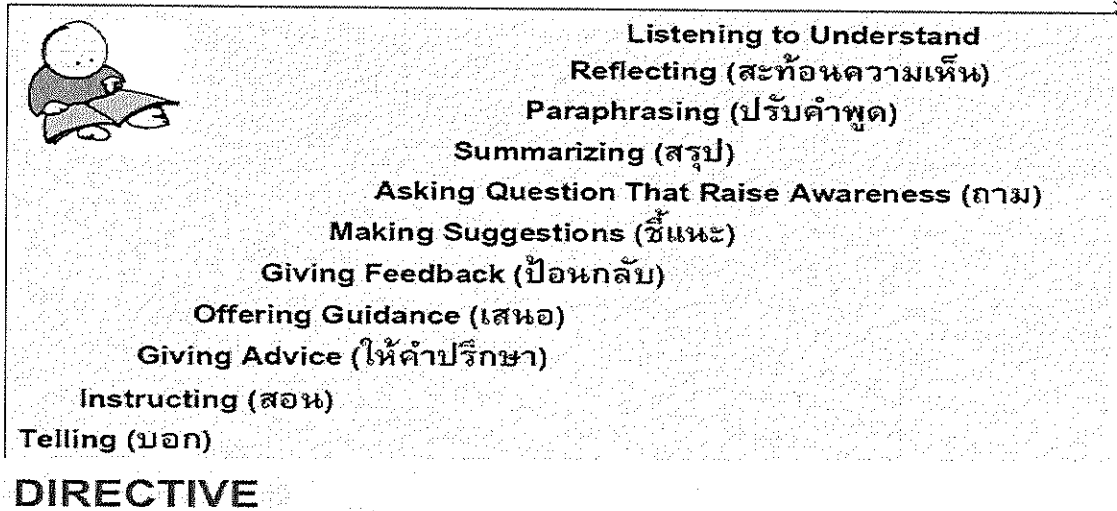 Listening to Understand
Reflecting (สะท้อนความเห็น)
Paraphrasing (ปรับคำพูด)
Summarizing (สรุป)
Asking Question That Raise Awareness (ถาม)
Making Suggestions (ชี้แนะ)
Giving Feedback (ป้อนกลับ)
Offering Guidance (เสนอ)
Giving Advice (ให้คำปรึกษา)
Instructing (สอน)
Telling (บอก)
DIRECTIVE